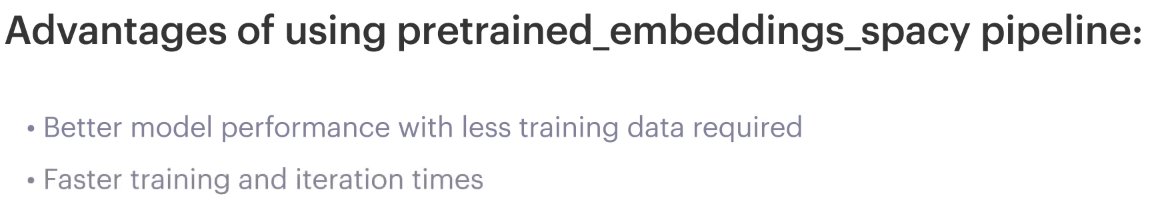 Advantages of using pretrained_embeddings_spacy pipeline:
• Better model performance with less training data required
• Faster training and iteration times